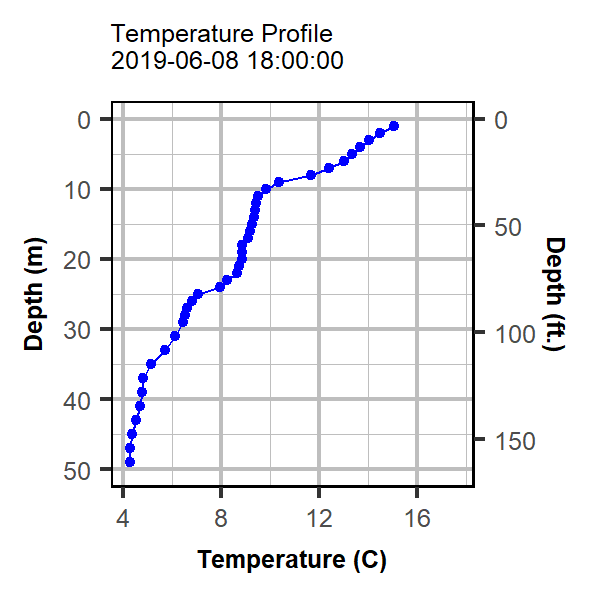 Temperature Profile
2019-06-08 18:00:00
0
10
20
30
40
50
Depth (m)
0
50
100
150
Depth (ft.)
4 8 12 16
Temperature (C)